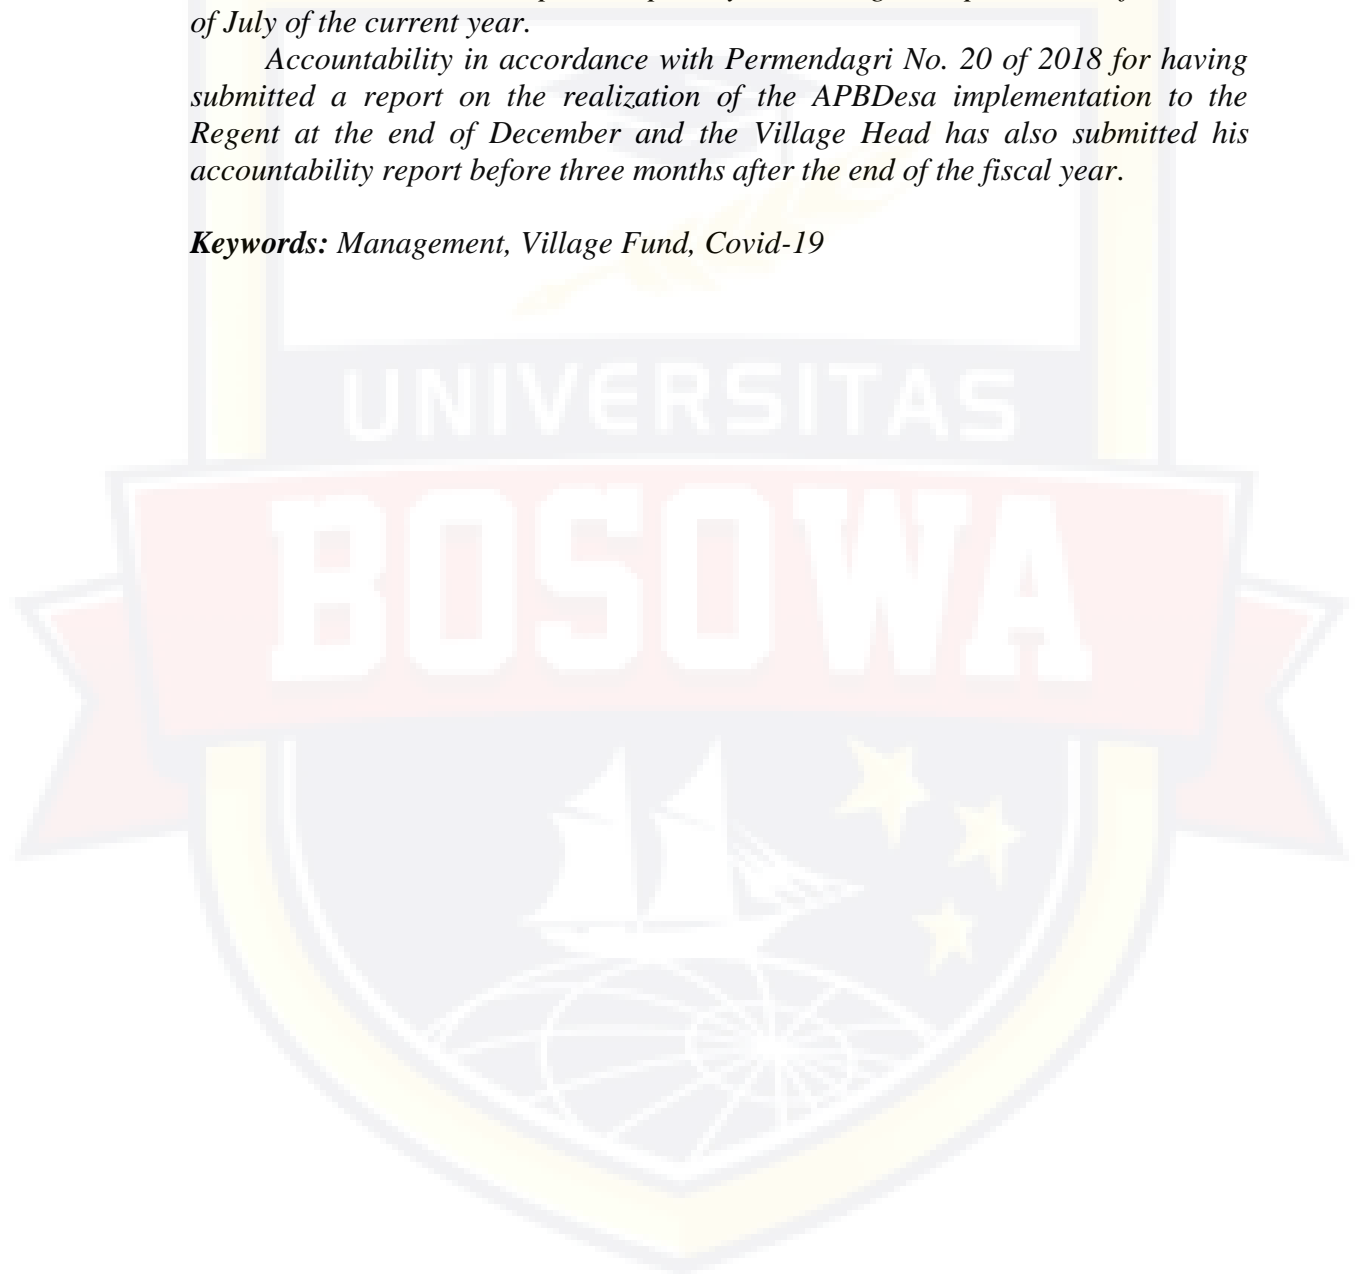 of July of the current year.
Accountability in accordance with Permendagri No. 20 of 2018 for having
submitted a report on the realization of the APBDesa implementation to the
Regent at the end of December and the Village Head has also submitted his
accountability report before three months after the end of the fiscal year.
Keywords: Management, Village Fund, Covid-19
UNIVERSITAS
BOSOWA